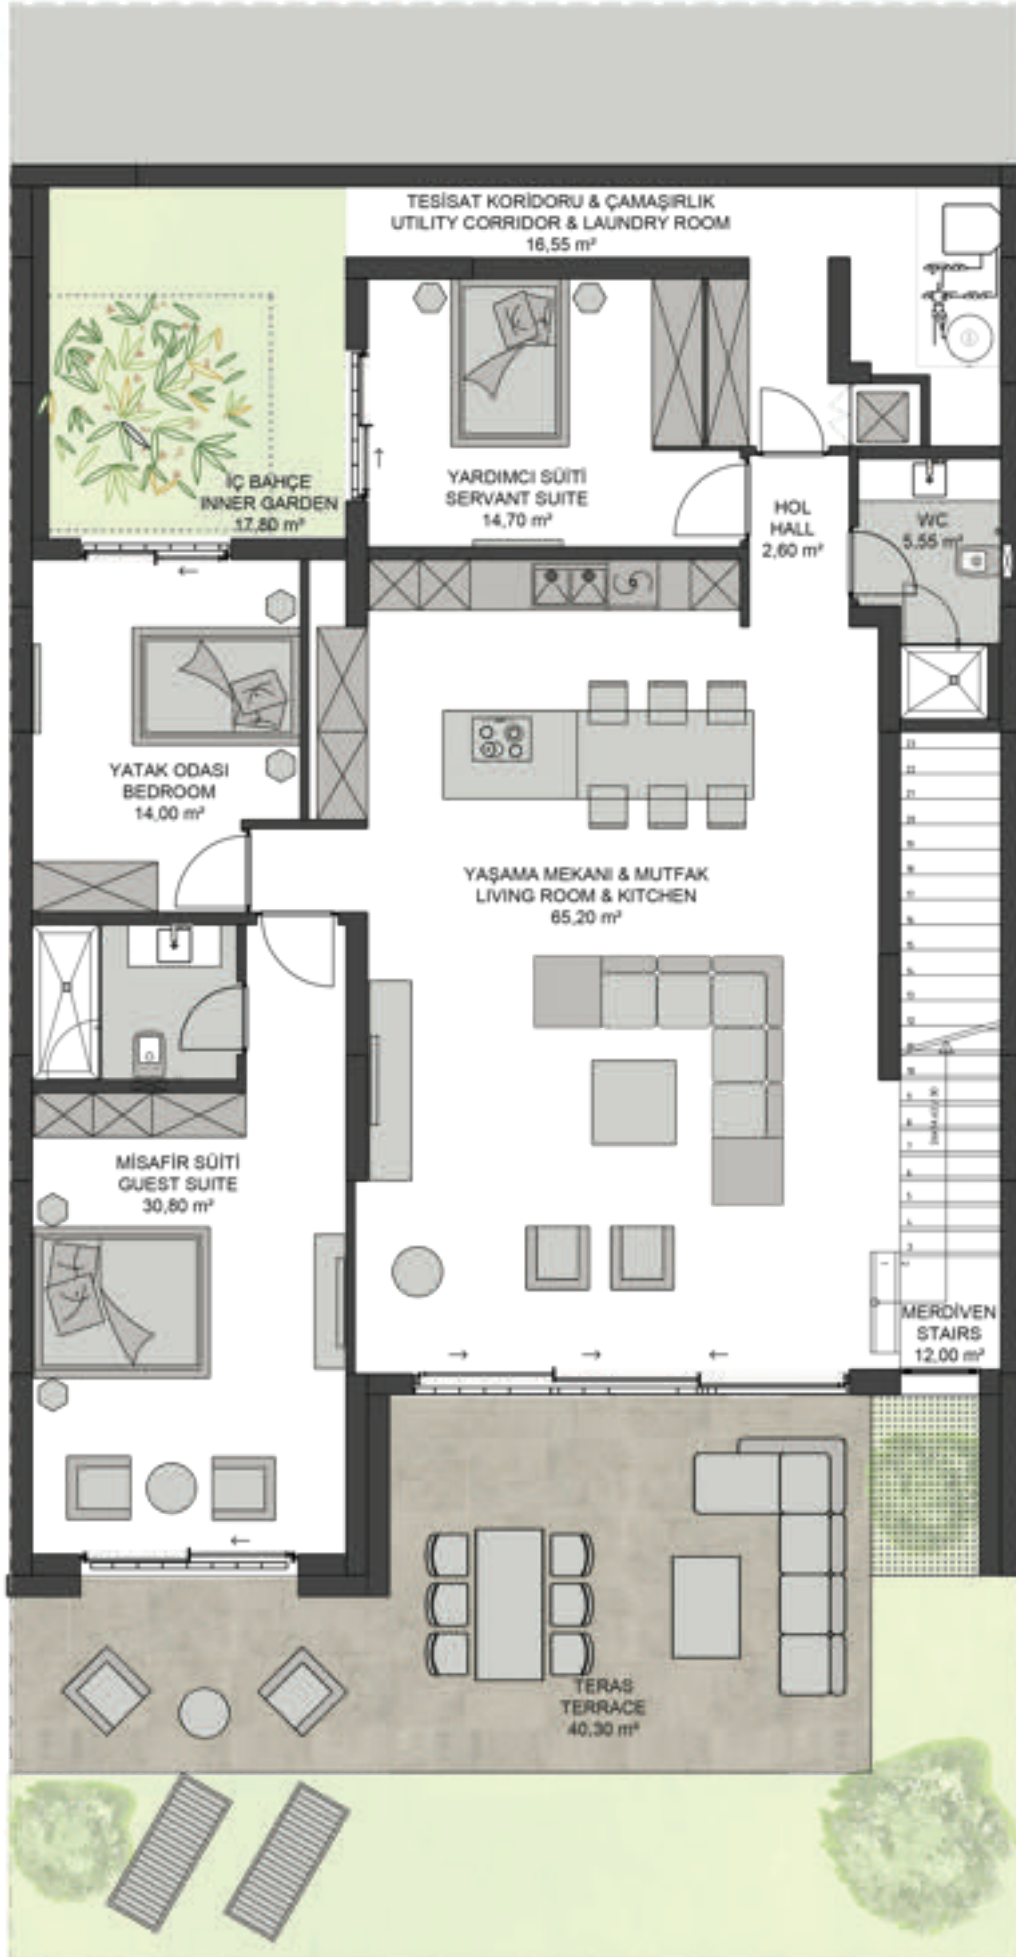 TESİSAT KORİDORU & ÇAMAŞIRLIK
UTILITY CORRIDOR & LAUNDRY ROOM
16,55 m²
İÇ BAHÇE
INNER GARDEN
17,80 m²
YARDIMCI SÜİTİ
SERVANT SUITE
14,70 m²
HOL
HALL
2,60 m²
WC
5,55 m²
YATAK ODASI
BEDROOM
14,00 m²
YAŞAMA MEKANI & MUTFAK
LIVING ROOM & KITCHEN
65,20 m²
MİSAFİR SÜİTİ
GUEST SUITE
30,80 m²
MERDİVEN
STAIRS
12,00 m²
TERAS
TERRACE
40,30 m²